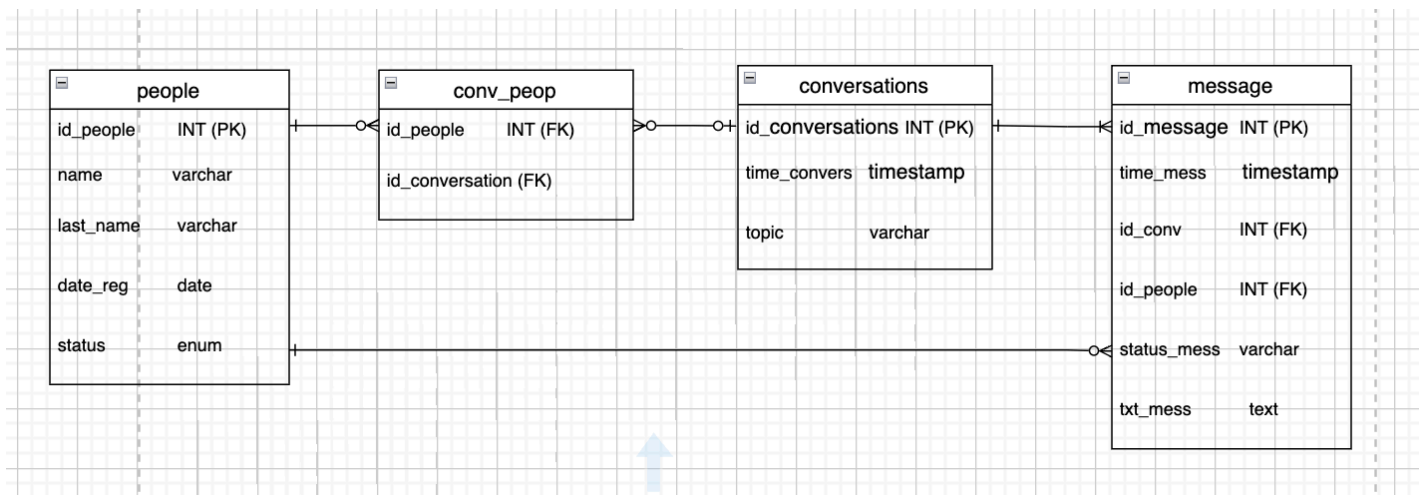 people
id_people INT (PK)
name varchar
last_name varchar
date_reg date
status enum
conv_peop
id_people INT (FK)
id_conversation (FK)
conversations
id_conversations INT (PK)
time_convers timestamp
topic varchar
message
id_message INT (PK)
time_mess timestamp
id_conv INT (FK)
id_people INT (FK)
status_mess varchar
txt_mess text